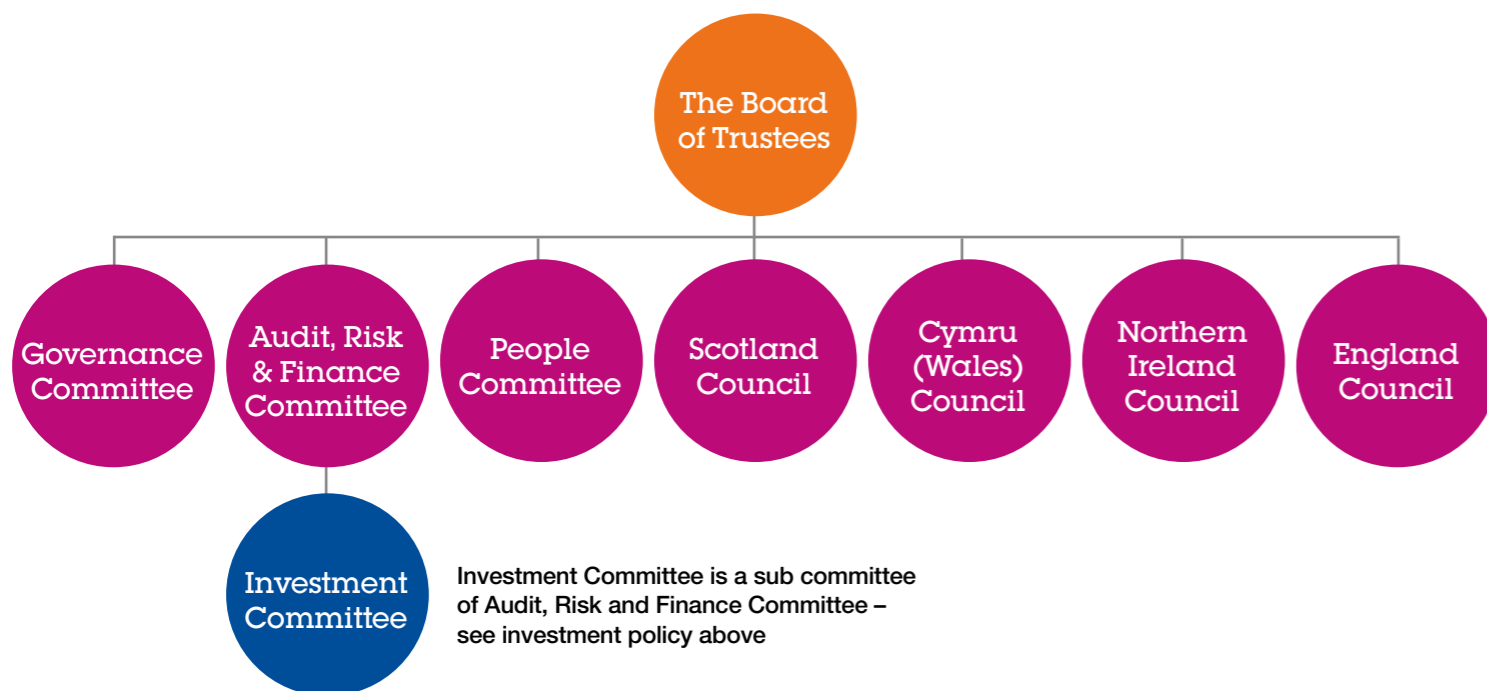 The Board
of Trustees
Governance
Committee
Audit, Risk
& Finance
Committee
People
Committee
Scotland
Council
Cymru
(Wales)
Council
Northern
Ireland
Council
England
Council
Investment
Committee
Investment Committee is a sub committee
of Audit, Risk and Finance Committee –
see investment policy above